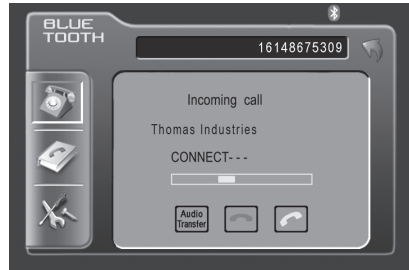 BLUE
TOOTH
16148675309
Incoming call
Thomas Industries
CONNECT---
Audio
Transfer